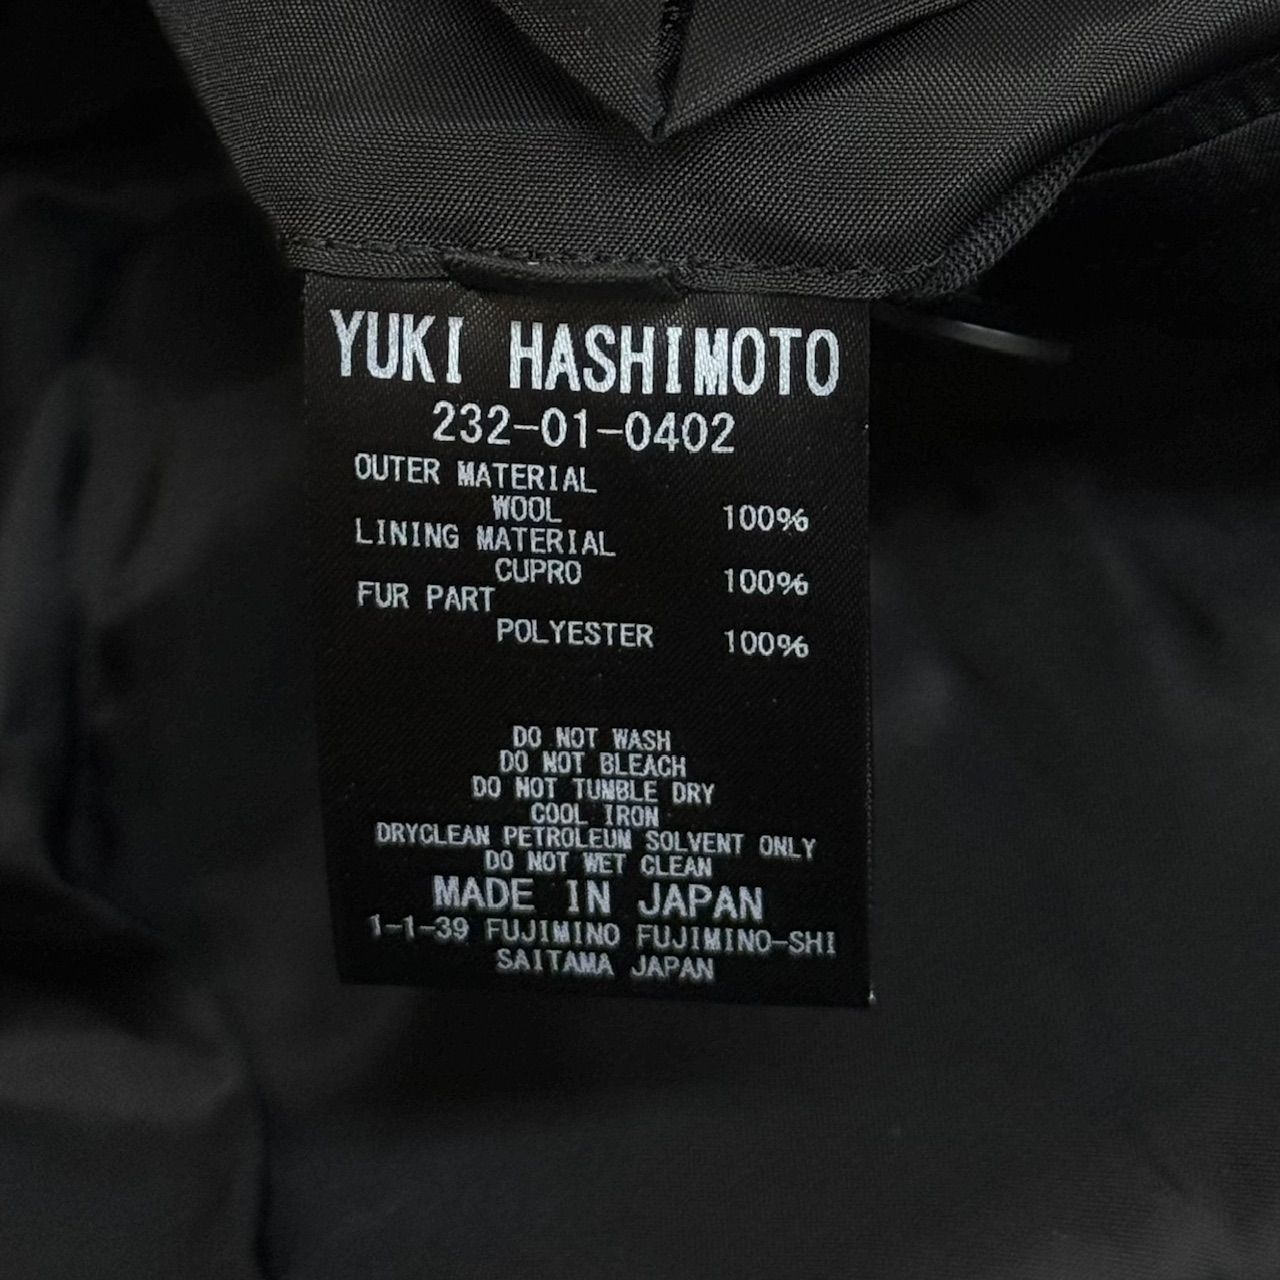 YUKI HASHIMOTO
232-01-0402
OUTER MATERIAL
WOOL 100%
LINING MATERIAL
CUPRO 100%
FUR PART
POLYESTER 100%
DO NOT WASH
DO NOT BLEACH
DO NOT TUMBLE DRY
COOL IRON
DRYCLEAN PETROLEUM SOLVENT ONLY
DO NOT WET CLEAN
MADE IN JAPAN
1-1-39 FUJIMINO FUJIMINO-SHI
SAITAMA JAPAN